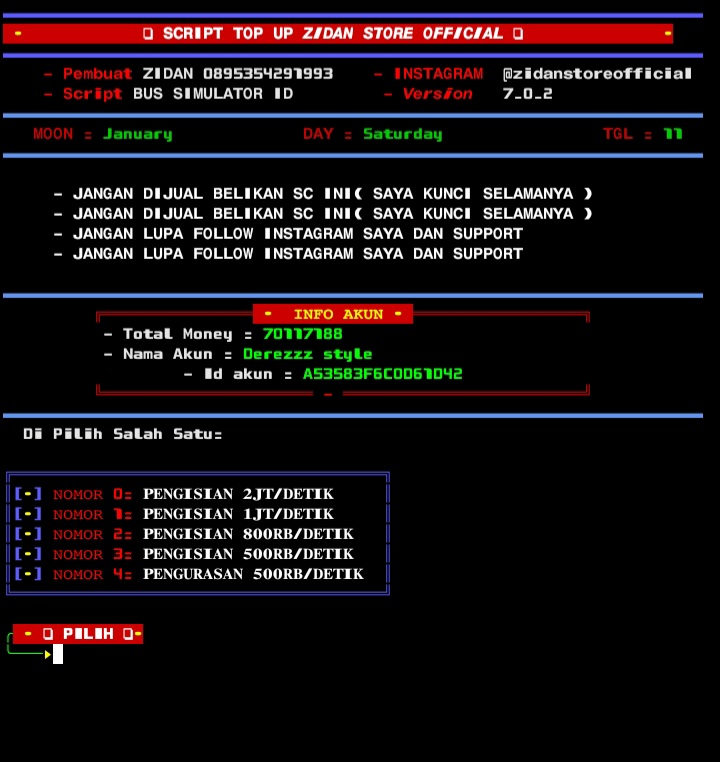 SCRIPT TOP UP ZIDAN STORE OFFICIAL
- Pembuat ZIDAN 0895354291993 - INSTAGRAM @zidanstoreofficial
- Script BUS SIMULATOR ID - Version 7_0_2
MOON = January DAY = Saturday TGL = 11
- JANGAN DIJUAL BELIKAN SC INI( SAYA KUNCI SELAMANYA )
- JANGAN DIJUAL BELIKAN SC INI( SAYA KUNCI SELAMANYA )
- JANGAN LUPA FOLLOW INSTAGRAM SAYA DAN SUPPORT
- JANGAN LUPA FOLLOW INSTAGRAM SAYA DAN SUPPORT
• INFO AKUN •
- Total Money = 70117188
- Nama Akun = Derezzz style
- Id akun = A53583F6C0D61D42
Di Pilih Salah Satu:
[•] NOMOR 0: PENGISIAN 2JT/DETIK
[•] NOMOR 1: PENGISIAN 1JT/DETIK
[•] NOMOR 2: PENGISIAN 800RB/DETIK
[•] NOMOR 3: PENGISIAN 500RB/DETIK
[•] NOMOR 4: PENGURASAN 500RB/DETIK
PILIH